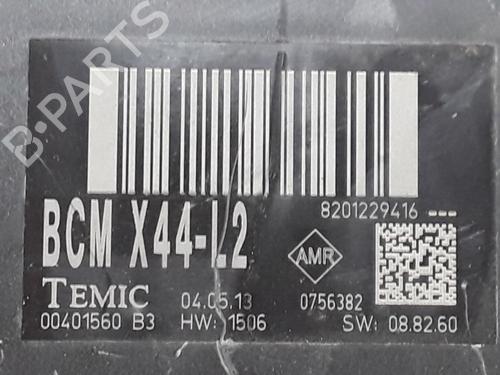 B-PARTS
8201229416 ---
BCM X44-L2
AMR
TEMIC 04.05.13 0756382
00401560 B3 HW: 1506 SW: 08.82.60